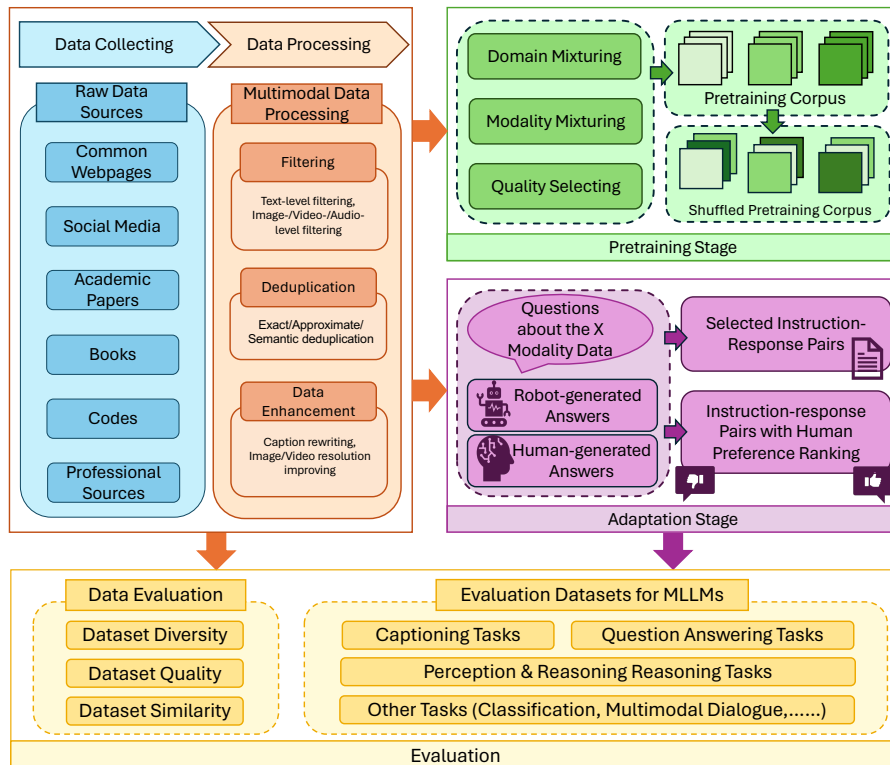 Data Collecting
Data Processing
Raw Data
Sources
Common
Webpages
Social Media
Academic
Papers
Books
Codes
Professional
Sources
Multimodal Data
Processing
Filtering
Text-level filtering,
Image-/Video-/Audio-
level filtering
Deduplication
Exact/Approximate/
Semantic deduplication
Data
Enhancement
Caption rewriting,
Image/Video resolution
improving
Domain Mixturing
Modality Mixturing
Quality Selecting
Pretraining Corpus
Shuffled Pretraining Corpus
Pretraining Stage
Questions
about the X
Modality Data
Robot-generated
Answers
Human-generated
Answers
Selected Instruction-
Response Pairs
Instruction-response
Pairs with Human
Preference Ranking
Adaptation Stage
Data Evaluation
Dataset Diversity
Dataset Quality
Dataset Similarity
Evaluation Datasets for MLLMs
Captioning Tasks
Question Answering Tasks
Perception & Reasoning Reasoning Tasks
Other Tasks (Classification, Multimodal Dialogue,......)
Evaluation